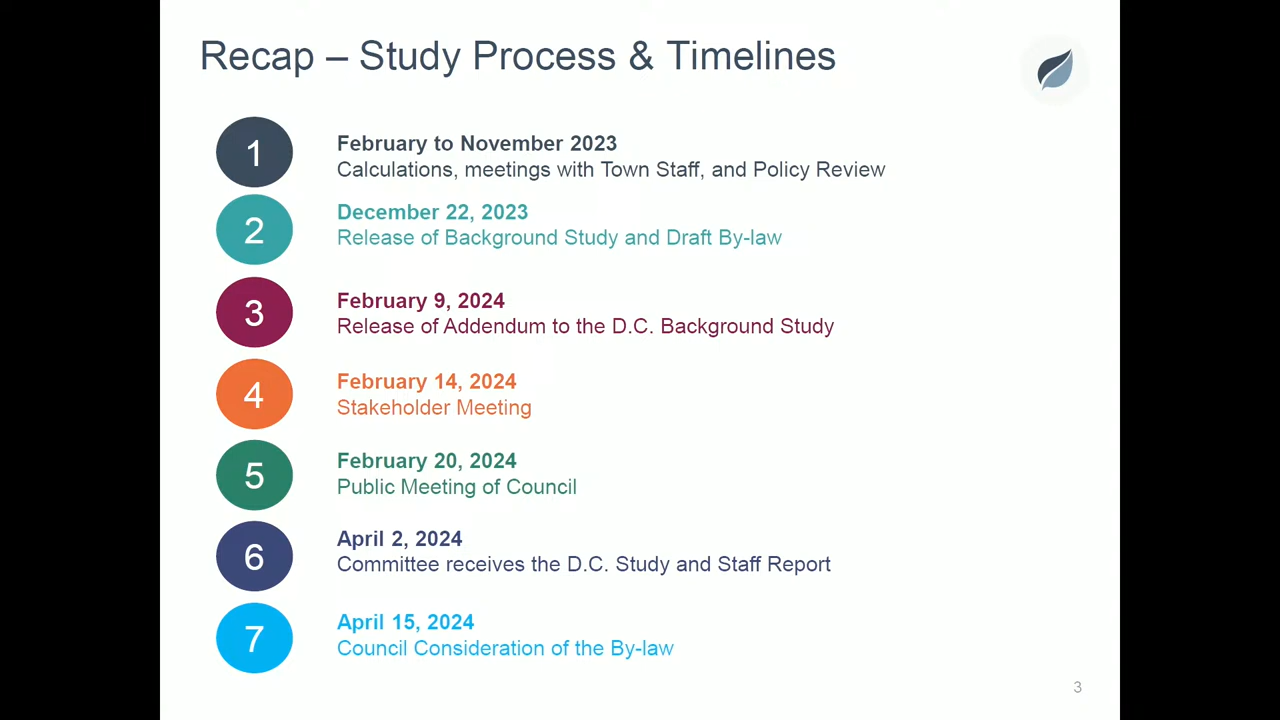 Recap – Study Process & Timelines
1
February to November 2023
Calculations, meetings with Town Staff, and Policy Review
2
December 22, 2023
Release of Background Study and Draft By-law
3
February 9, 2024
Release of Addendum to the D.C. Background Study
4
February 14, 2024
Stakeholder Meeting
5
February 20, 2024
Public Meeting of Council
6
April 2, 2024
Committee receives the D.C. Study and Staff Report
7
April 15, 2024
Council Consideration of the By-law
3